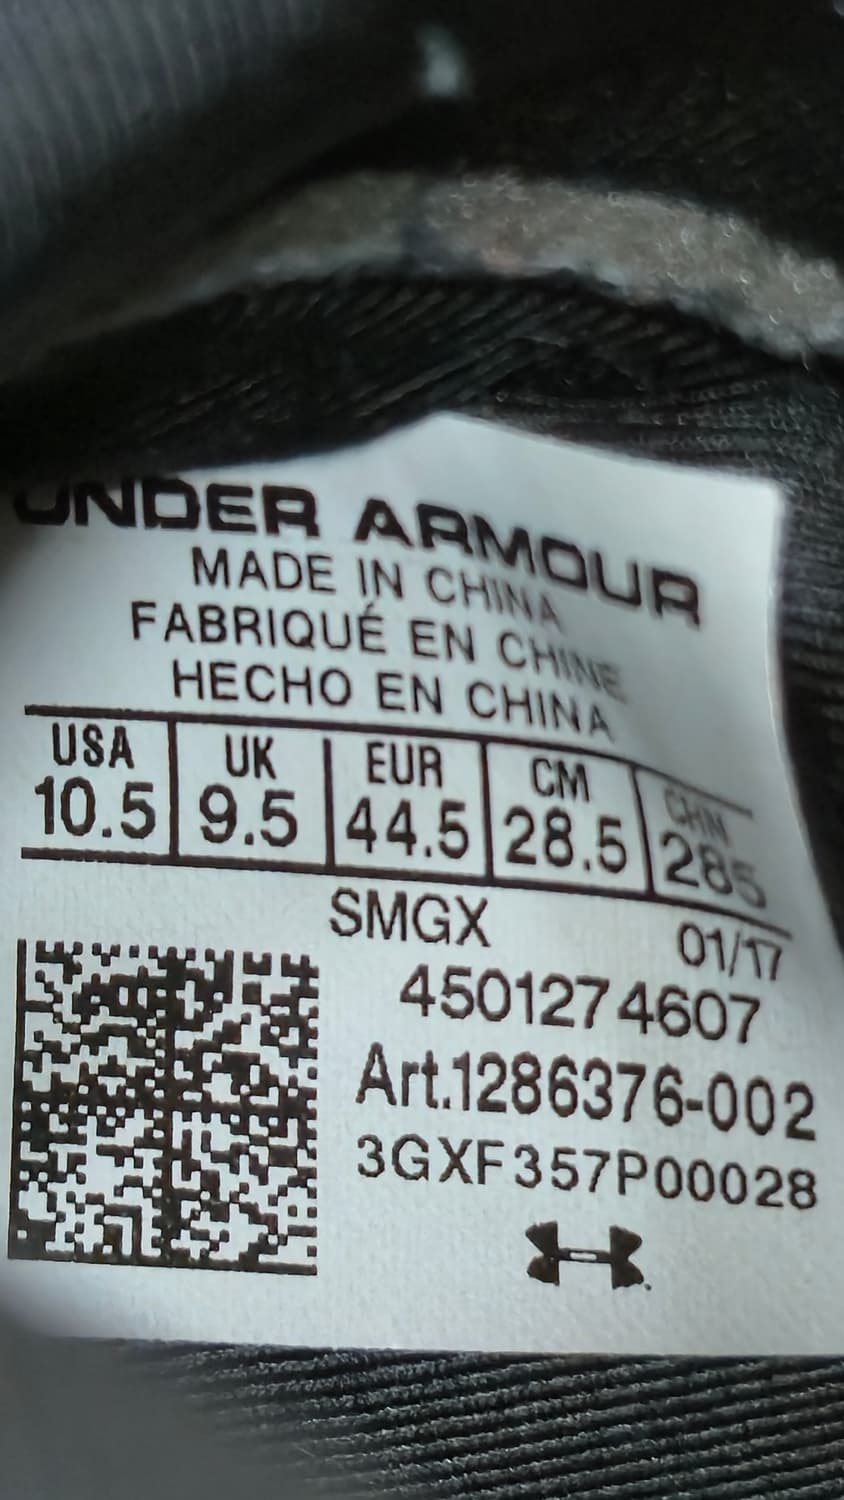 UNDER ARMOUR
MADE IN CHINA
FABRIQUÉ EN CHINE
HECHO EN CHINA
USA UK EUR CM CHN
10.5 9.5 44.5 28.5 285
SMGX 01/17
4501274607
Art.1286376-002
3GXF357P00028